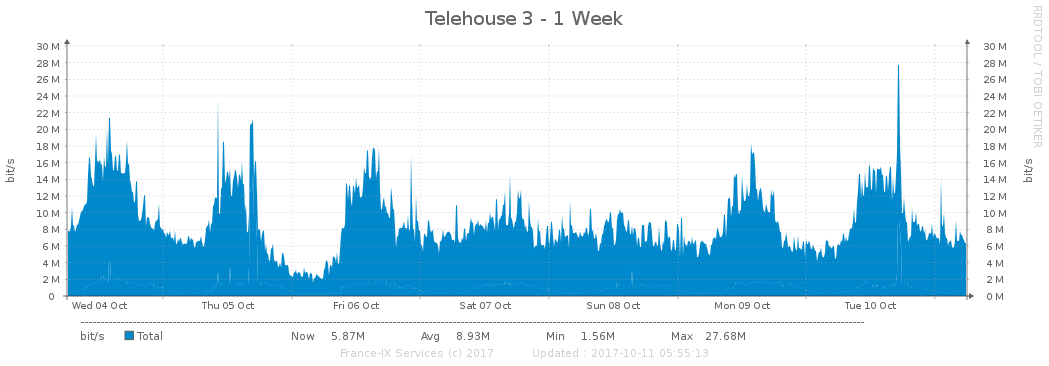 Telehouse 3 - 1 Week
RRDTOOL / TOBI OETIKER
bit/s
30 M 30 M
28 M 28 M
26 M 26 M
24 M 24 M
22 M 22 M
20 M 20 M
18 M 18 M
16 M 16 M
14 M 14 M
12 M 12 M
10 M 10 M
8 M 8 M
6 M 6 M
4 M 4 M
2 M 2 M
0 0 M
bit/s
Wed 04 Oct Thu 05 Oct Fri 06 Oct Sat 07 Oct Sun 08 Oct Mon 09 Oct Tue 10 Oct
bit/s Total Now 5.87M Avg 8.93M Min 1.56M Max 27.68M
France-IX Services (c) 2017 Updated : 2017-10-11 05:55:13